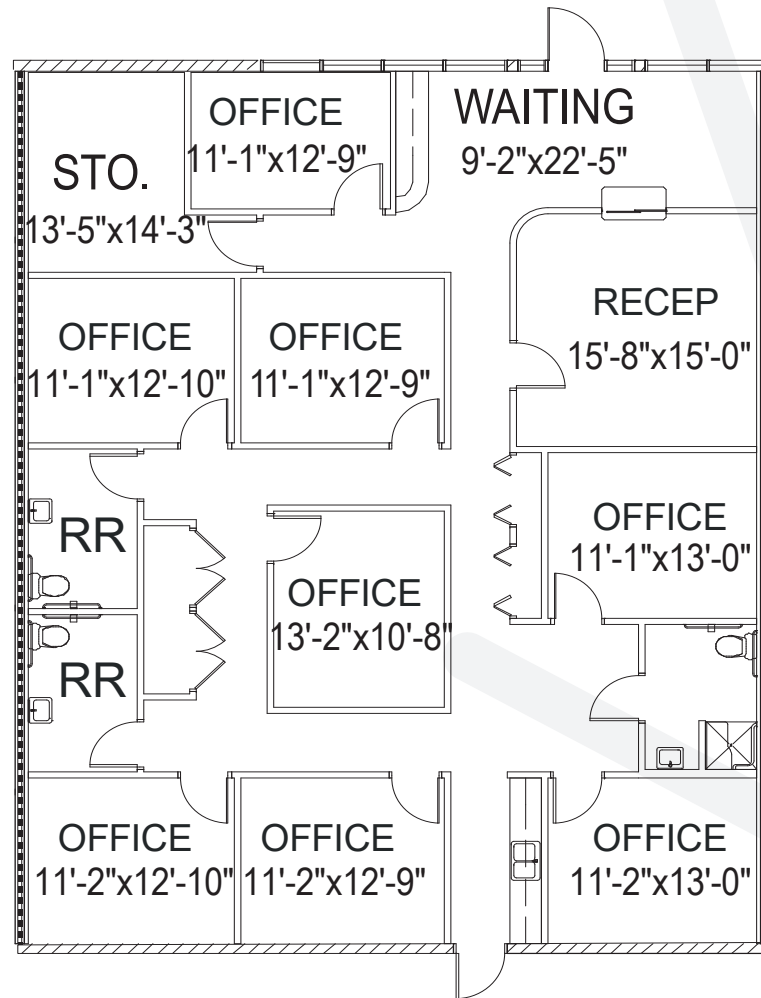 OFFICE
11'-1"x12'-9"
WAITING
9'-2"x22'-5"
STO.
13'-5"x14'-3"
RECEP
15'-8"x15'-0"
OFFICE
11'-1"x12'-10"
OFFICE
11'-1"x12'-9"
RR
OFFICE
11'-1"x13'-0"
OFFICE
13'-2"x10'-8"
RR
OFFICE
11'-2"x12'-10"
OFFICE
11'-2"x12'-9"
OFFICE
11'-2"x13'-0"